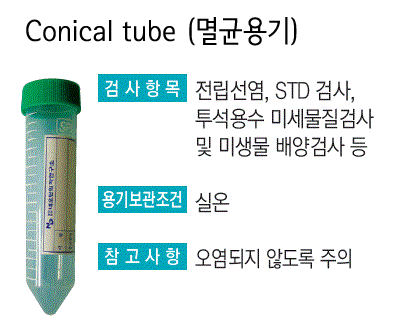 Conical tube (멸균용기)
검사항목 전립선염, STD 검사,
투석용수 미세물질검사
및 미생물 배양검사 등
용기보관조건 실온
참고사항 오염되지 않도록 주의